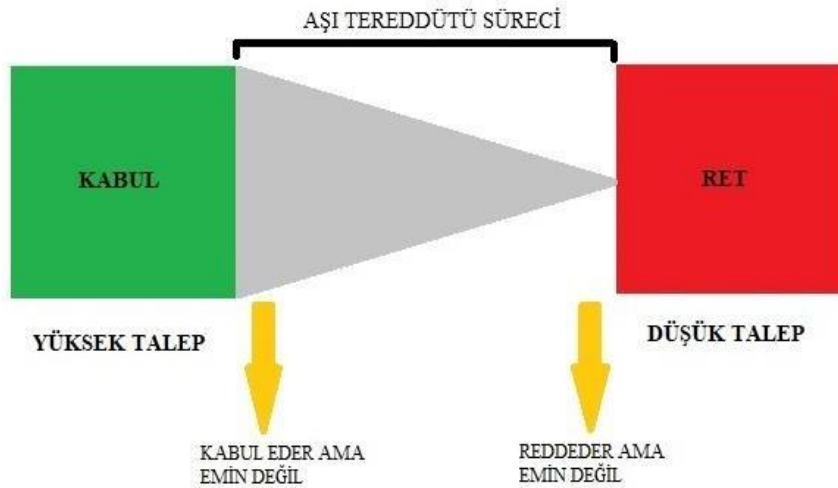 AŞI TEREDDÜTÜ SÜRECİ
KABUL
RET
YÜKSEK TALEP
DÜŞÜK TALEP
KABUL EDER AMA
EMİN DEĞİL
REDDEDER AMA
EMİN DEĞİL